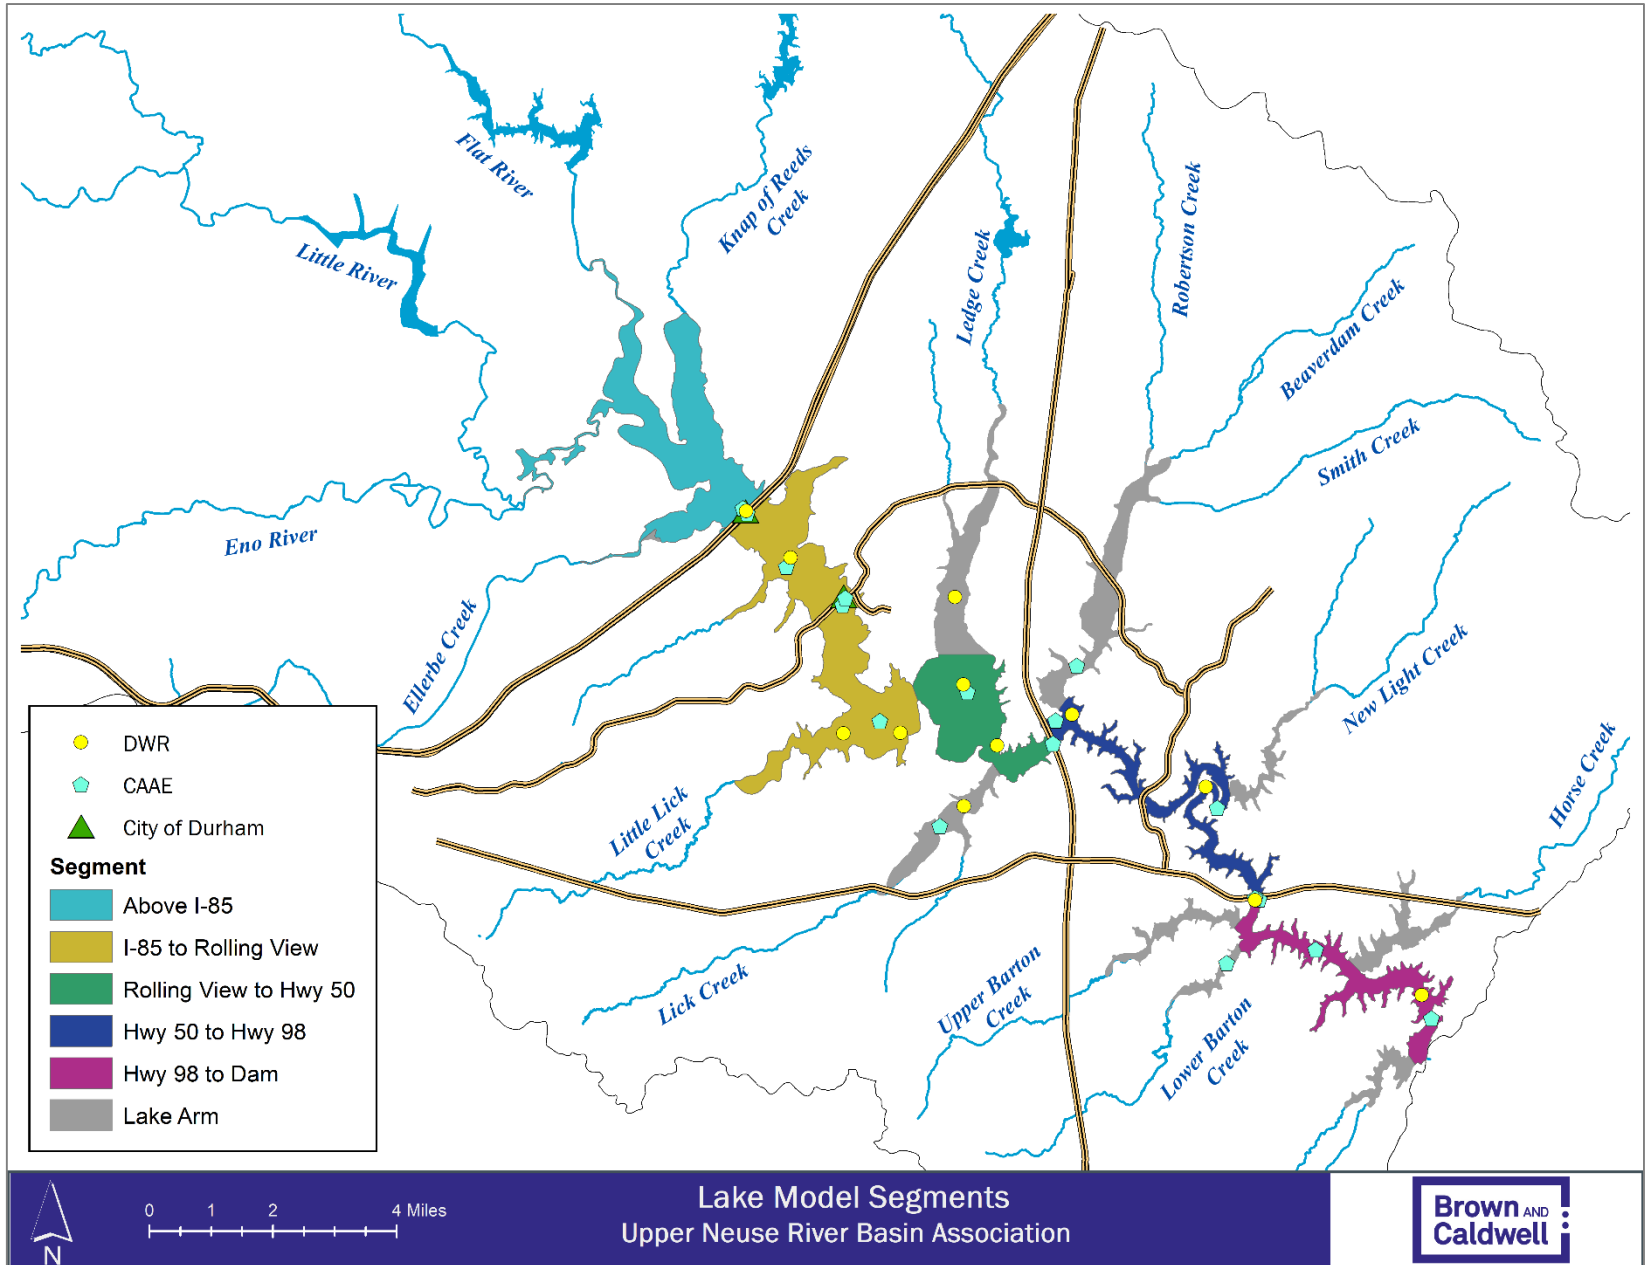 Flat River
Knap of Reeds
Creek
Little River
Ledge Creek
Robertson Creek
Beaverdam Creek
Smith Creek
Eno River
Ellerbe Creek
New Light Creek
Horse Creek
Little Lick
Creek
Lick Creek
Upper Barton
Creek
Lower Barton
Creek
DWR
CAAE
City of Durham
Segment
Above I-85
I-85 to Rolling View
Rolling View to Hwy 50
Hwy 50 to Hwy 98
Hwy 98 to Dam
Lake Arm
N
0 1 2 4 Miles
Lake Model Segments
Upper Neuse River Basin Association
Brown AND
Caldwell